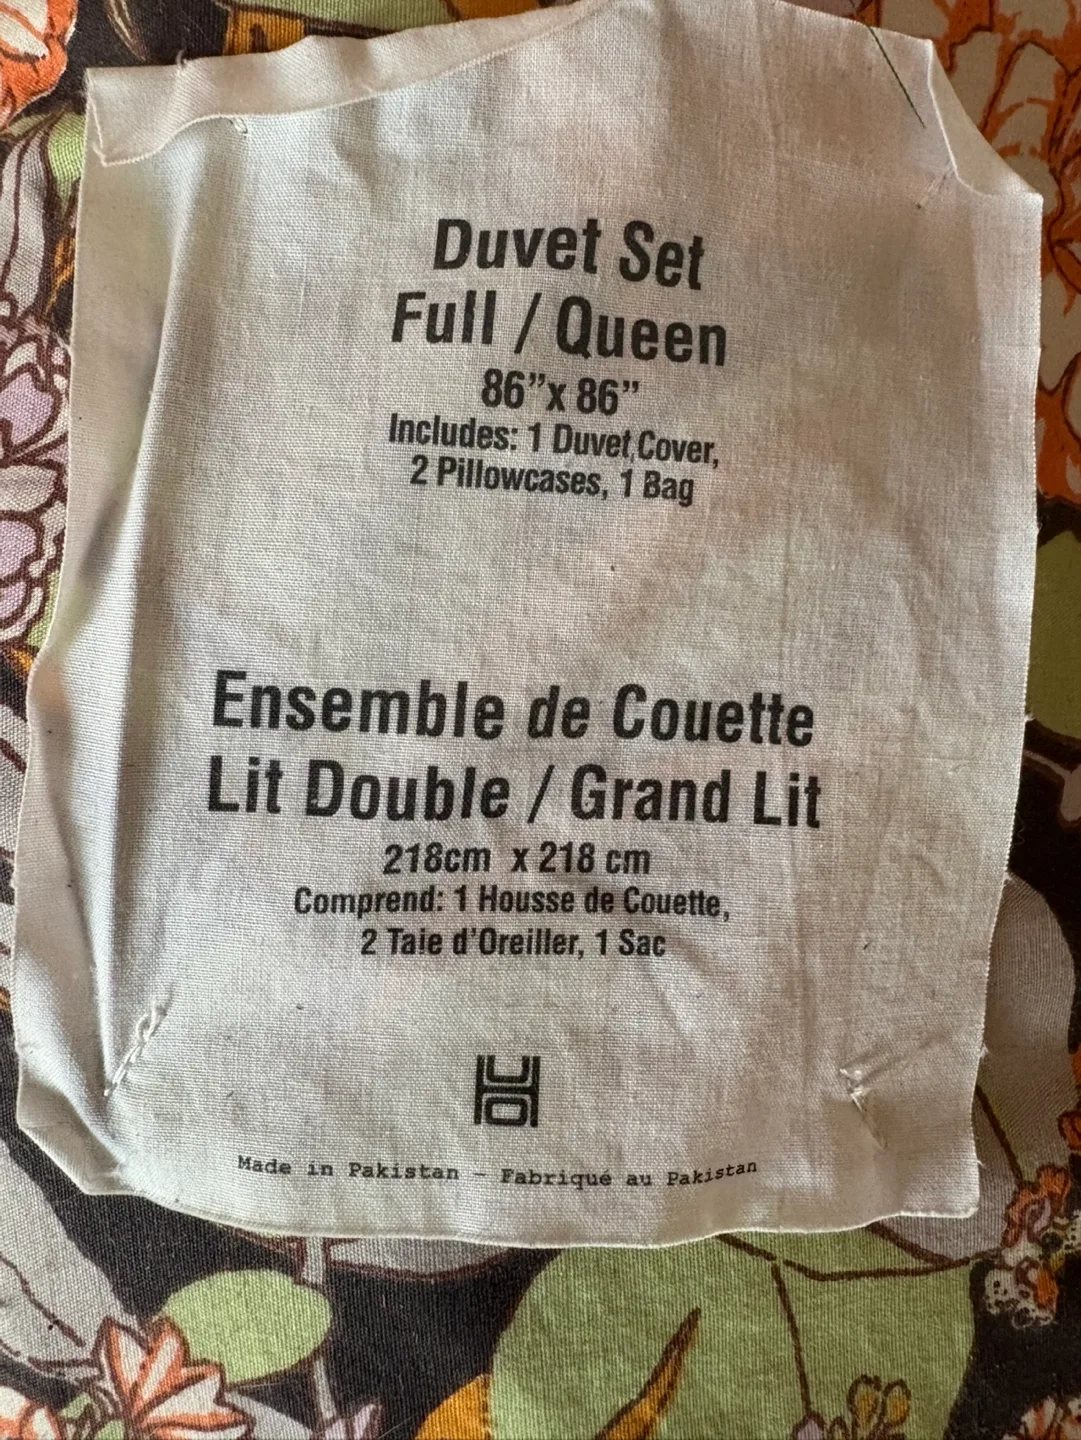 Duvet Set
Full / Queen
86”x 86”
Includes: 1 Duvet Cover,
2 Pillowcases, 1 Bag
Ensemble de Couette
Lit Double / Grand Lit
218cm x 218 cm
Comprend: 1 Housse de Couette,
2 Taie d'Oreiller, 1 Sac
UO
Made in Pakistan – Fabriqué au Pakistan